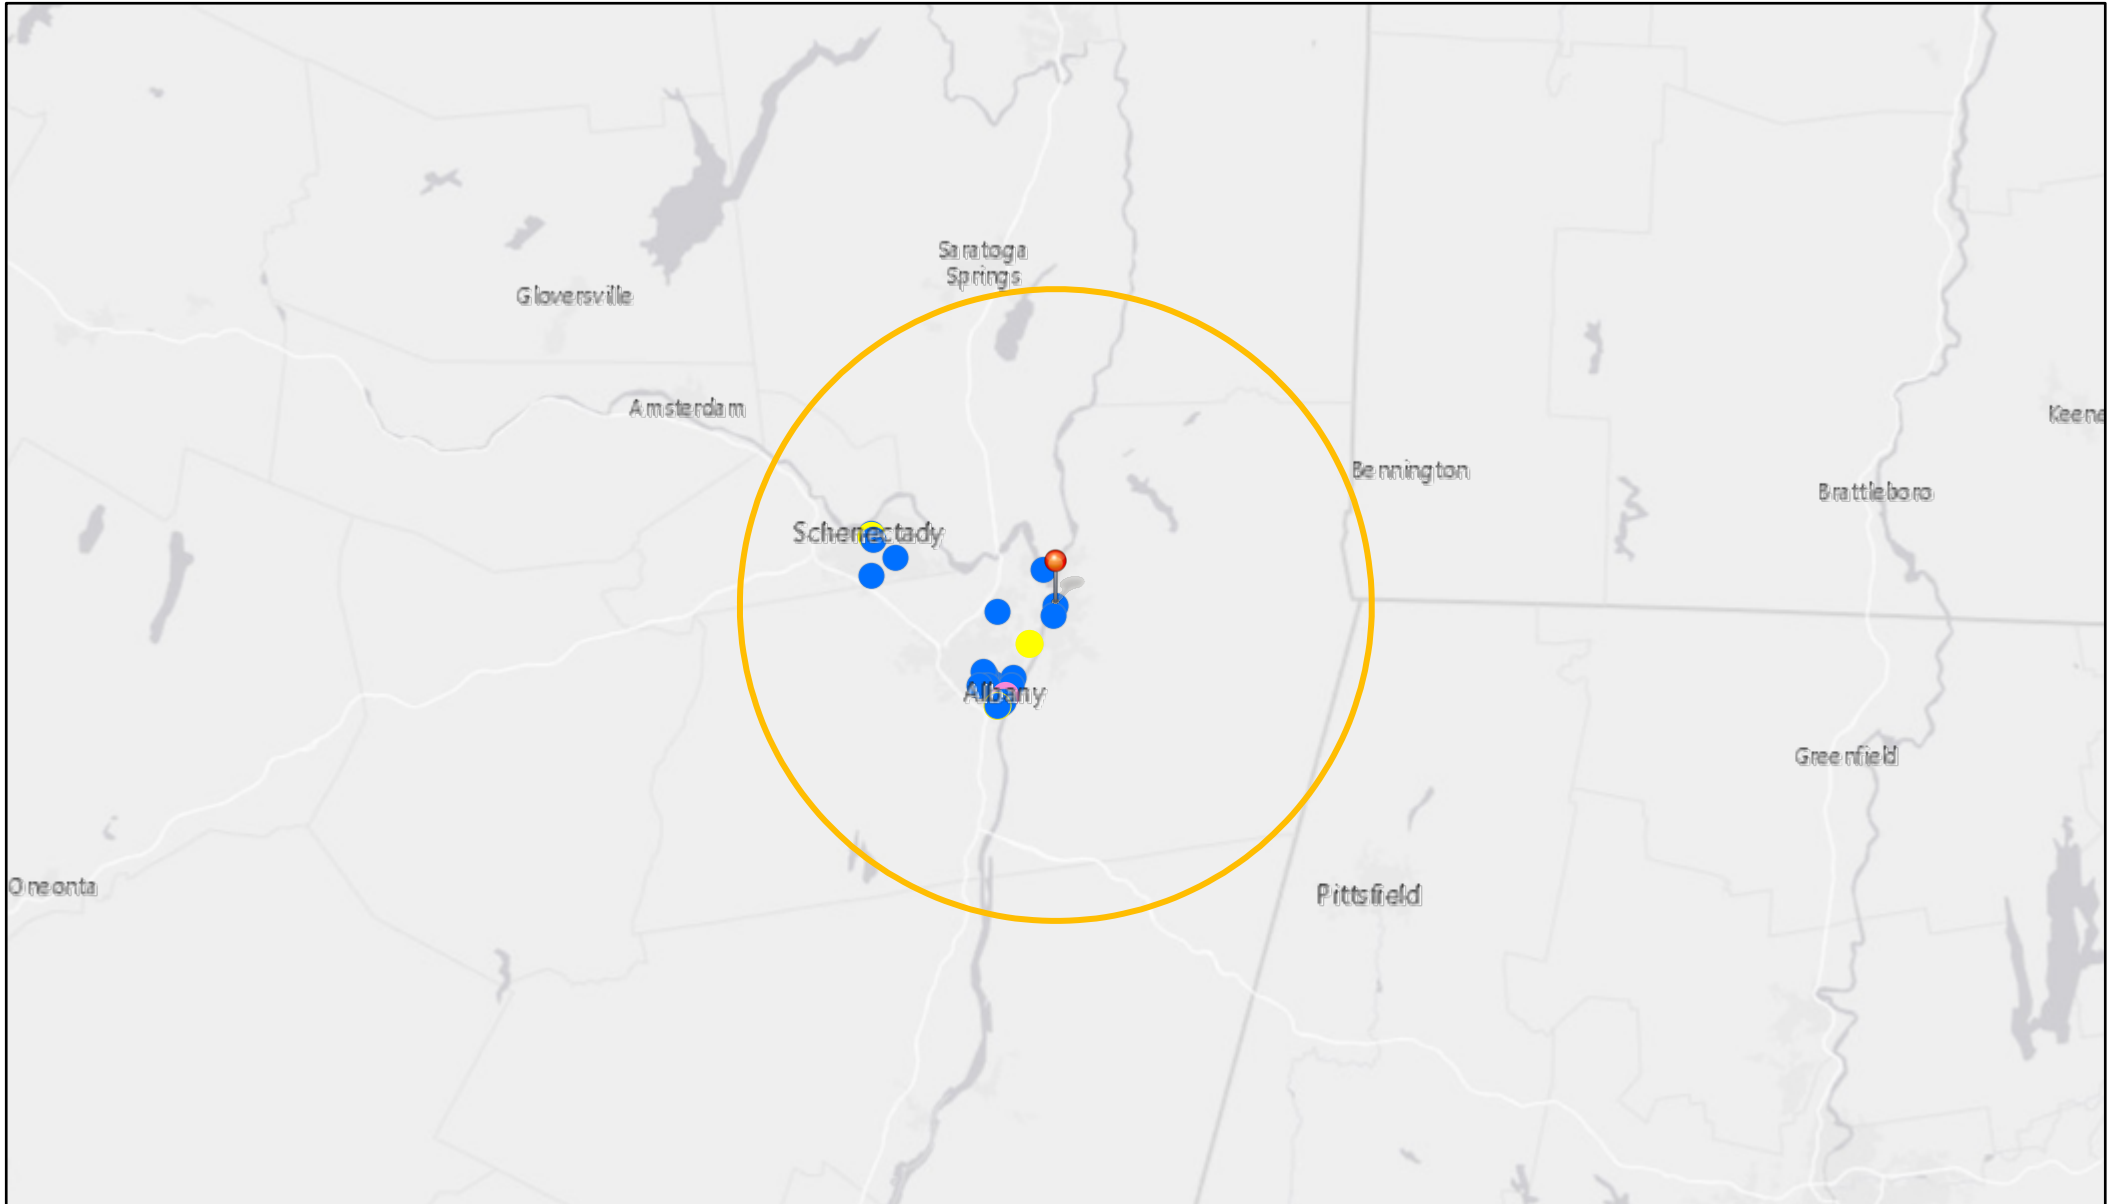 Saratoga
Springs
Gloversville
Amsterdam
Keene
Bennington
Brattleboro
Schenectady
Albany
Greenfield
Oneonta
Pittsfield